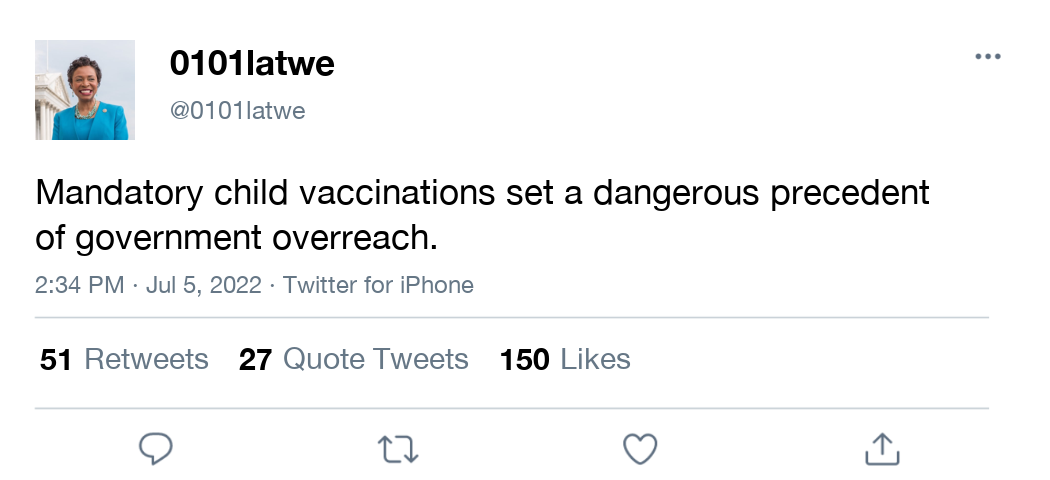 0101latwe
@0101latwe
Mandatory child vaccinations set a dangerous precedent
of government overreach.
2:34 PM · Jul 5, 2022 · Twitter for iPhone
51 Retweets 27 Quote Tweets 150 Likes